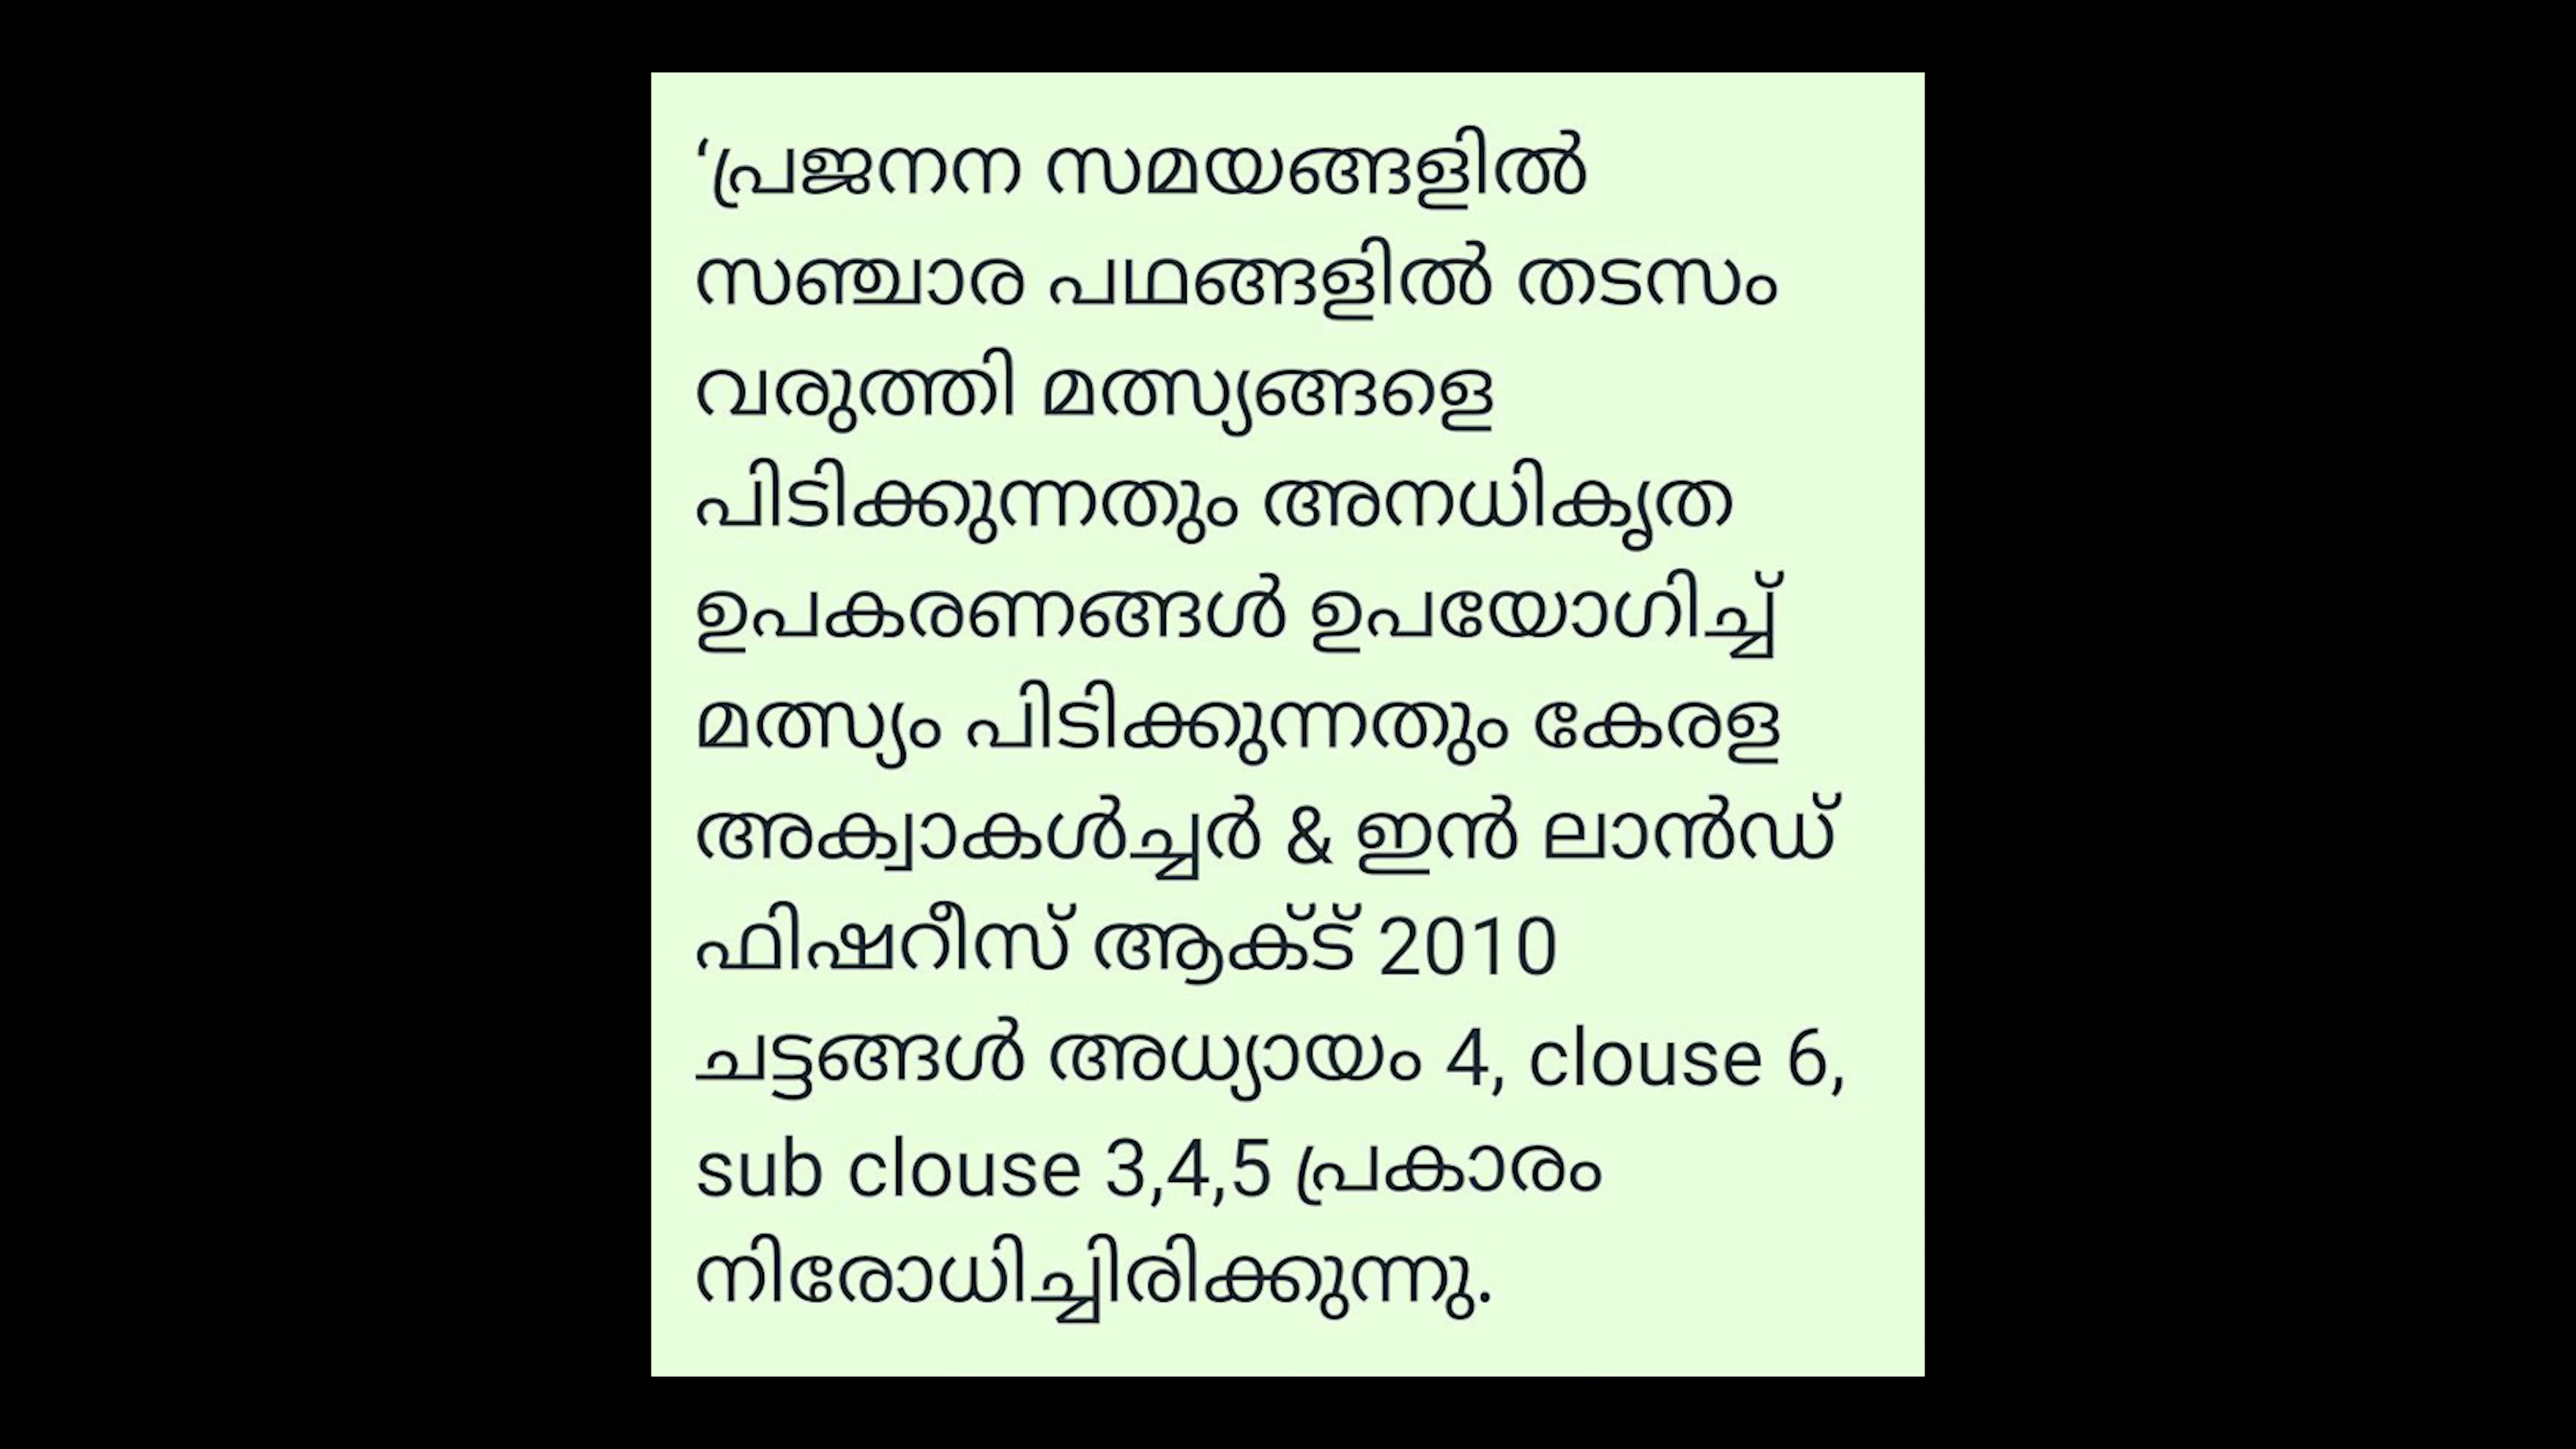 ‘പ്രജനന സമയങ്ങളിൽ
സഞ്ചാര പഥങ്ങളിൽ തടസം
വരുത്തി മത്സ്യങ്ങളെ
പിടിക്കുന്നതും അനധികൃത
ഉപകരണങ്ങൾ ഉപയോഗിച്ച്
മത്സ്യം പിടിക്കുന്നതും കേരള
അക്വാകൾച്ചർ & ഇൻ ലാൻഡ്
ഫിഷറീസ് ആക്ട് 2010
ചട്ടങ്ങൾ അധ്യായം 4, clouse 6,
sub clouse 3,4,5 പ്രകാരം
നിരോധിച്ചിരിക്കുന്നു.